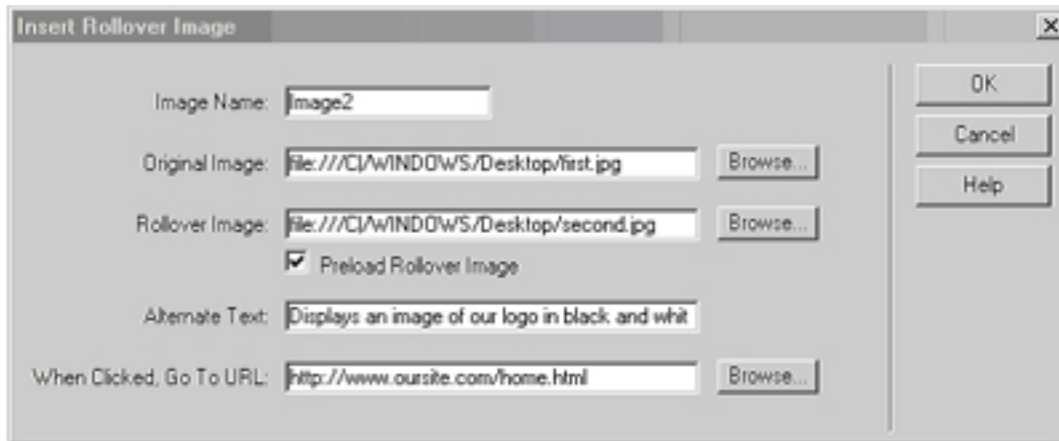 Insert Rollover Image
Image Name: Image2
Original Image: file:///C|/WINDOWS/Desktop/first.jpg Browse...
Rollover Image: file:///C|/WINDOWS/Desktop/second.jpg Browse...
Preload Rollover Image
Alternate Text: Displays an image of our logo in black and whit
When Clicked, Go To URL: http://www.oursite.com/home.html Browse...
OK
Cancel
Help